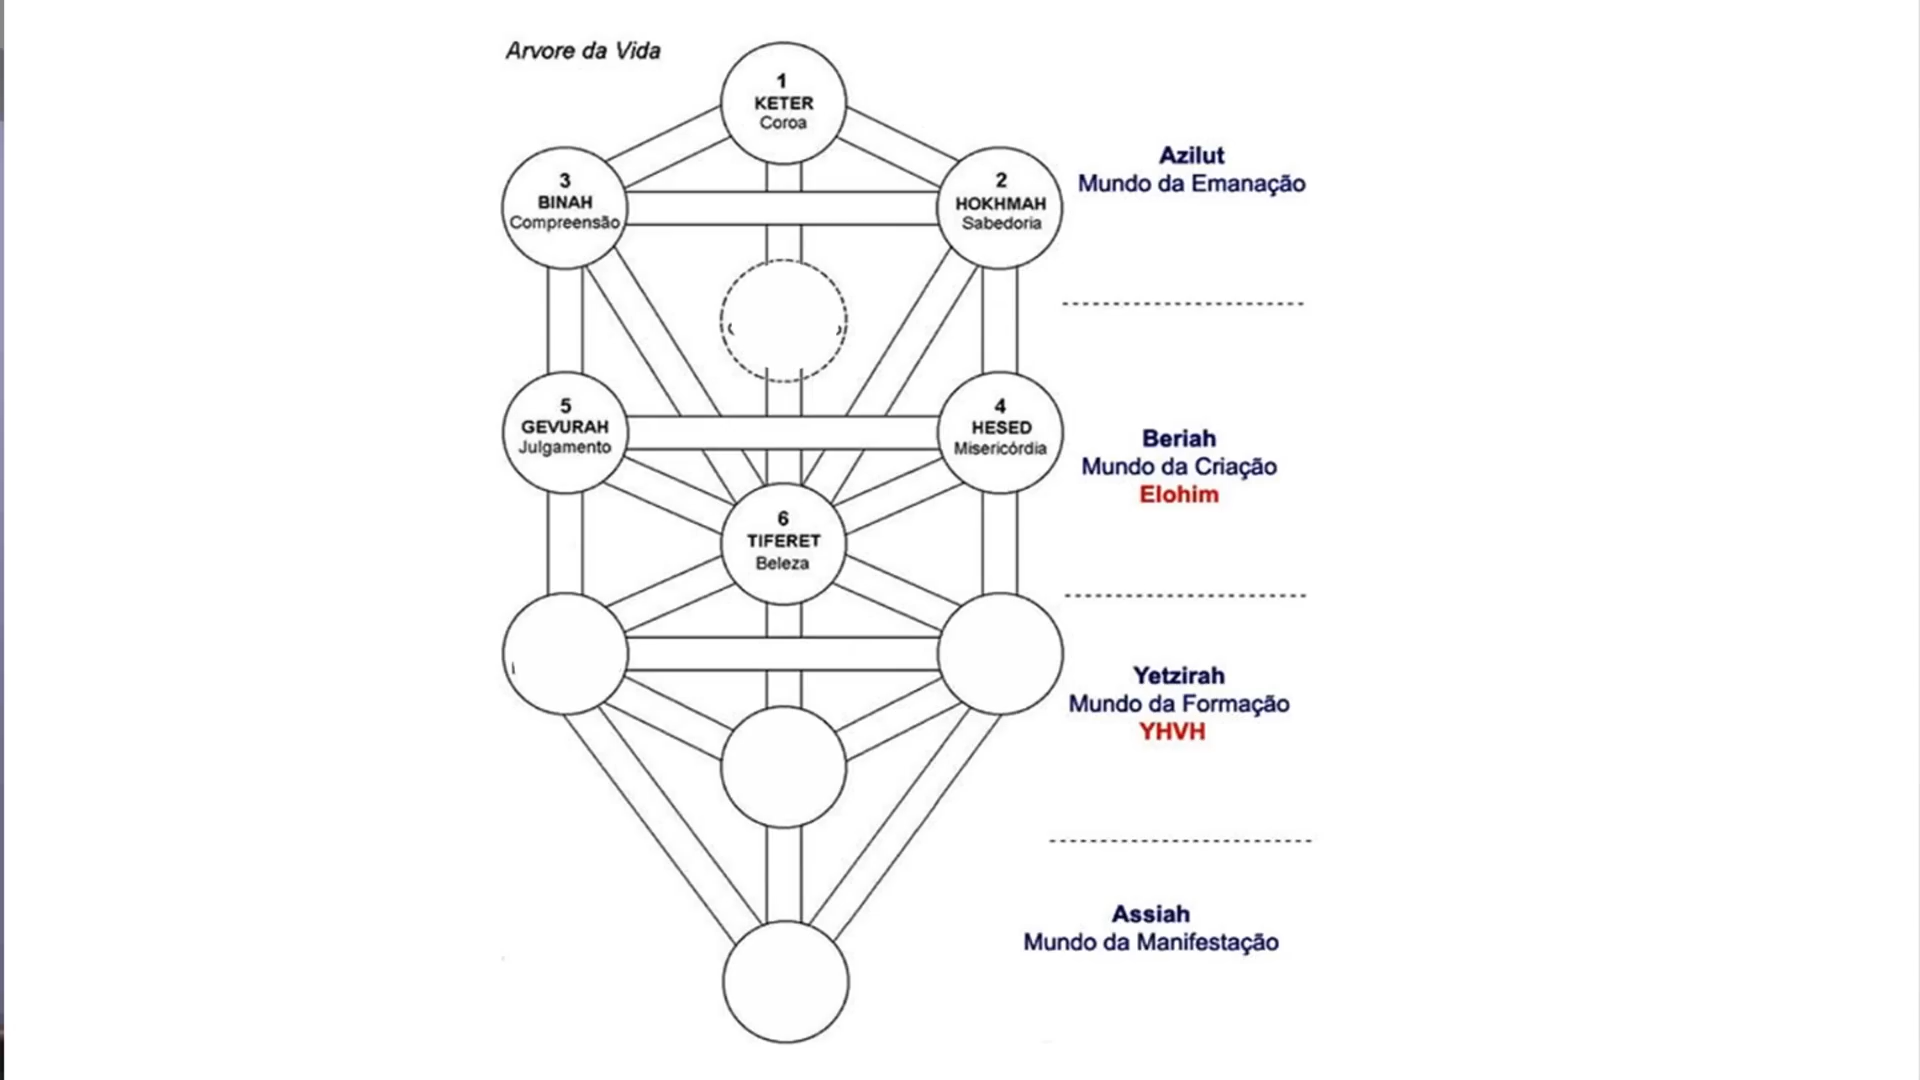 Arvore da Vida
1
KETER
Coroa
3
BINAH
Compreensão
2
HOKHMAH
Sabedoria
Azilut
Mundo da Emanação
5
GEVURAH
Julgamento
4
HESED
Misericórdia
Beriah
Mundo da Criação
Elohim
6
TIFERET
Beleza
Yetzirah
Mundo da Formação
YHVH
Assiah
Mundo da Manifestação